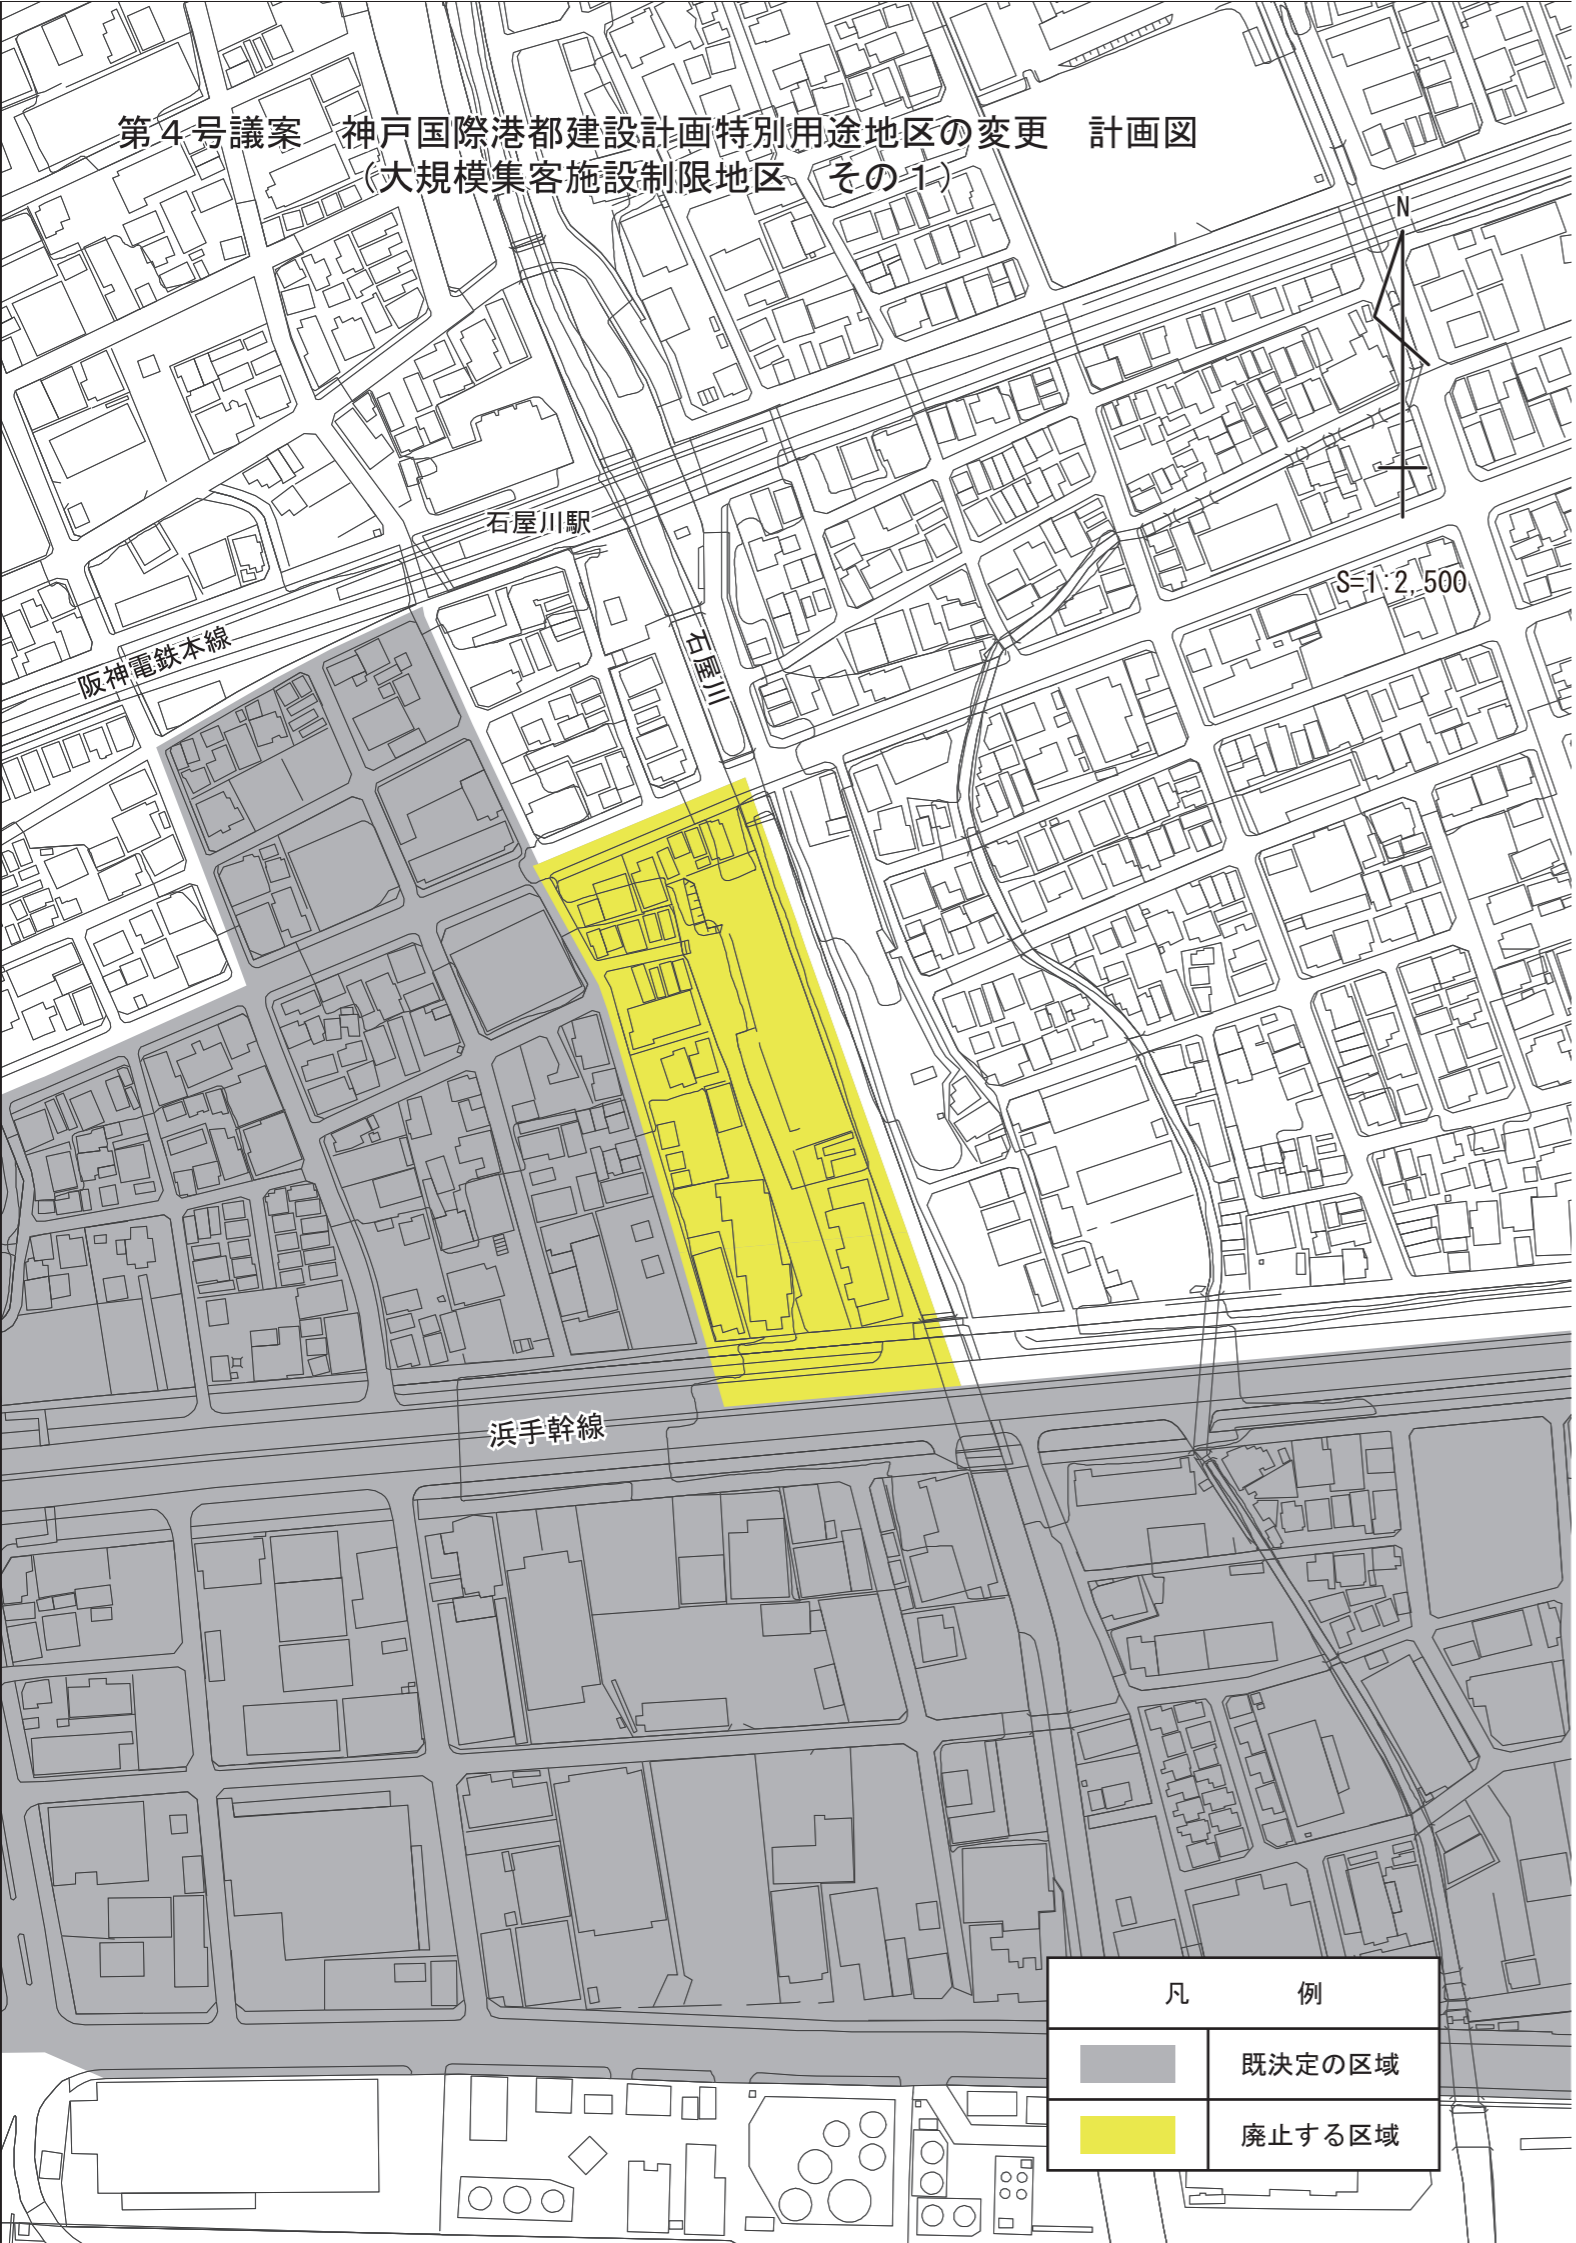 第４号議案　神戸国際港都建設計画特別用途地区の変更　計画図
（大規模集客施設制限地区　その１）
N
S=1:2,500
石屋川駅
阪神電鉄本線
石屋川
浜手幹線
凡　例
既決定の区域
廃止する区域